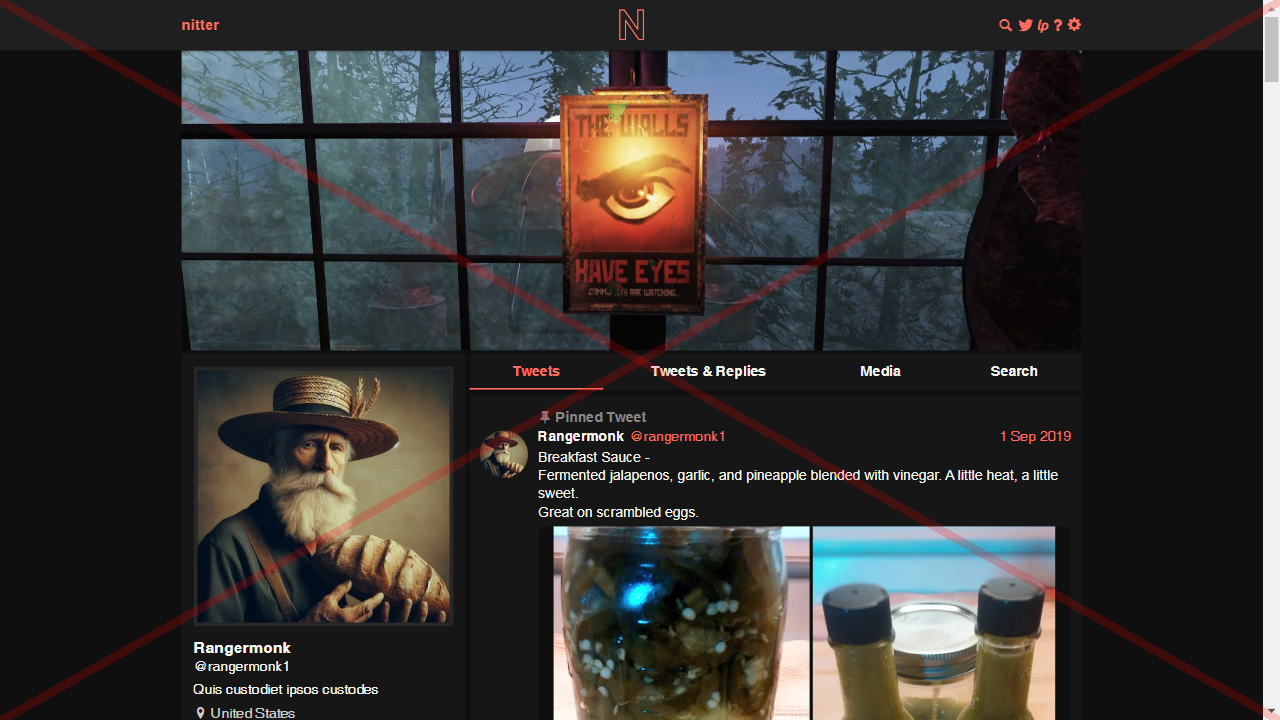 nitter
N
lp ?
THE WALLS
HAVE EYES
ARE WATCHING...
Tweets
Tweets & Replies
Media
Search
Pinned Tweet
Rangermonk @rangermonk1
1 Sep 2019
Breakfast Sauce -
Fermented jalapenos, garlic, and pineapple blended with vinegar. A little heat, a little
sweet.
Great on scrambled eggs.
Rangermonk
@rangermonk1
Quis custodiet ipsos custodes
United States